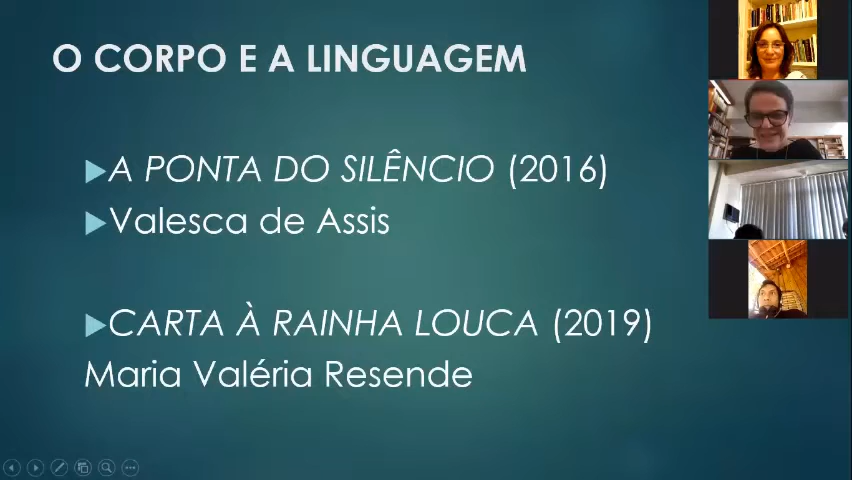 O CORPO E A LINGUAGEM
A PONTA DO SILÊNCIO (2016)
Valesca de Assis
CARTA À RAINHA LOUCA (2019)
Maria Valéria Resende